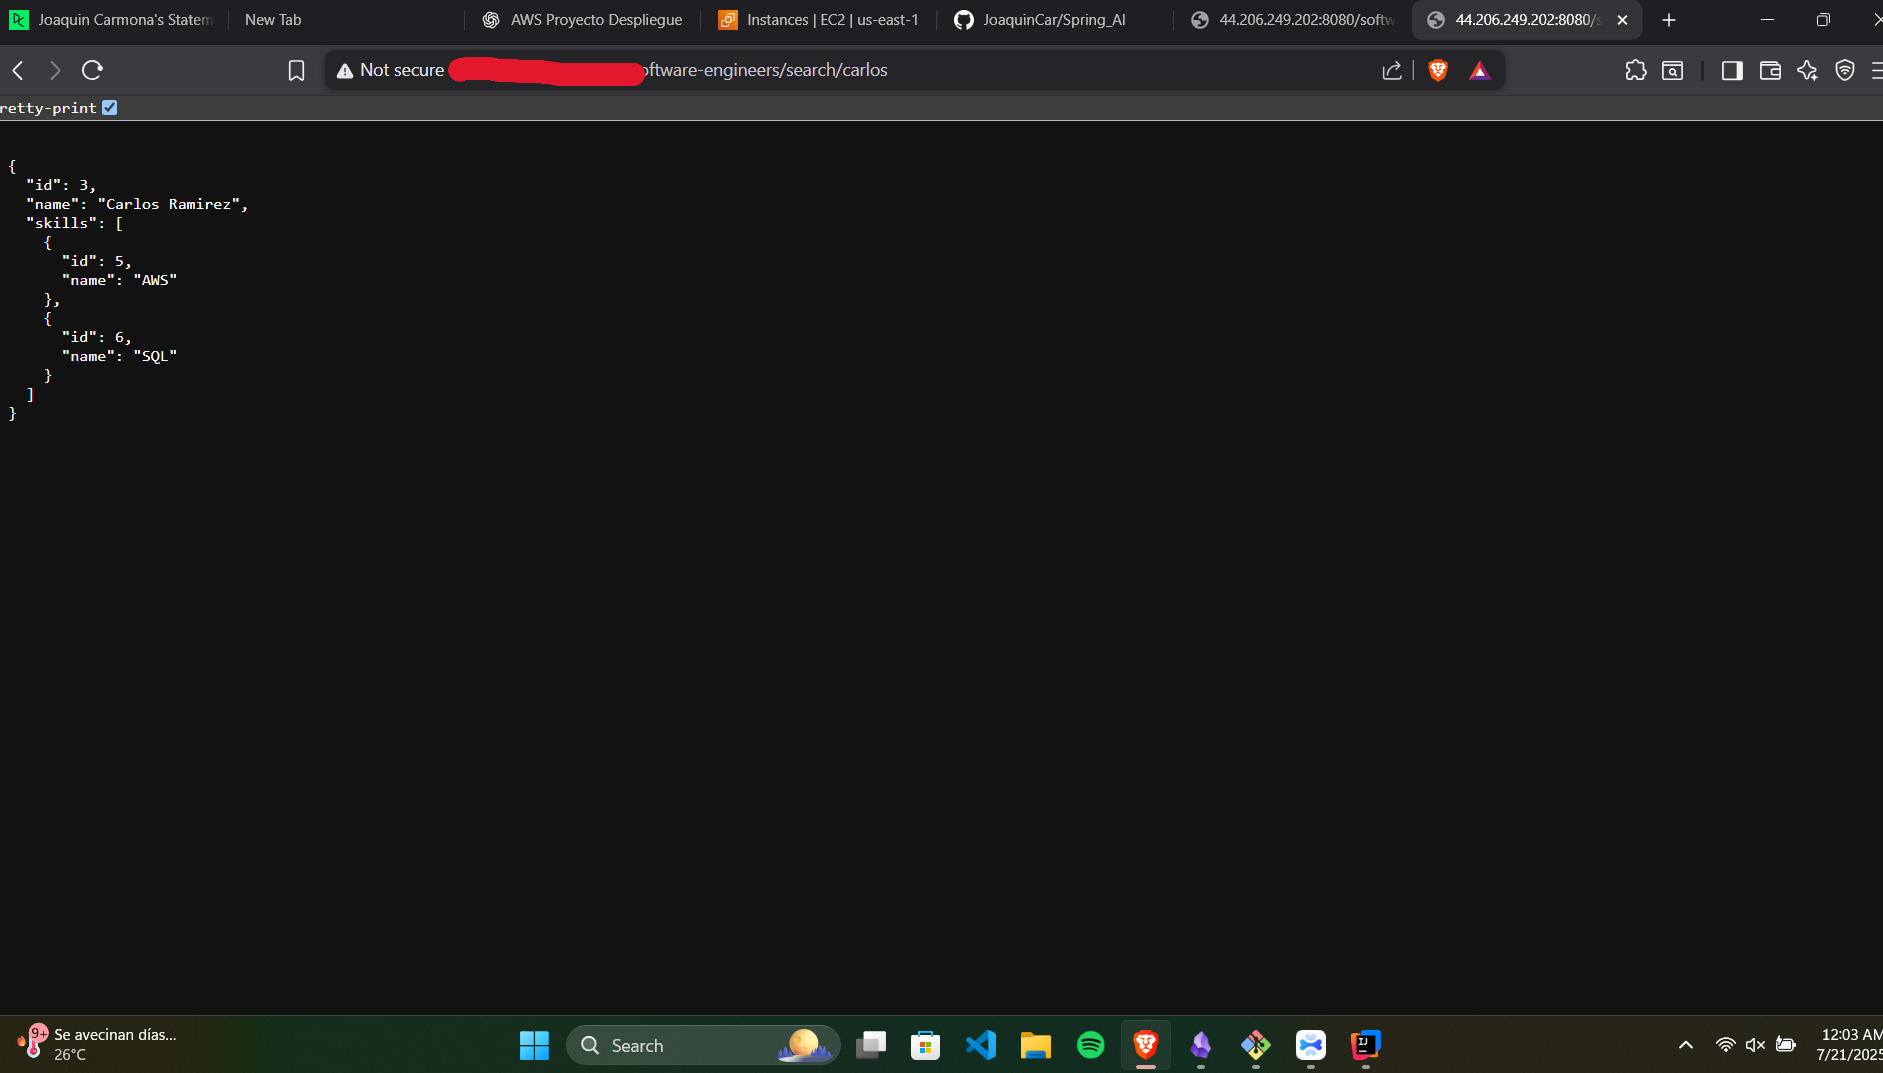 Joaquin Carmona's Statem
New Tab
AWS Proyecto Despliegue
Instances | EC2 | us-east-1
JoaquinCar/Spring_AI
44.206.249.202:8080/softw
44.206.249.202:8080/s
Not secure
oftware-engineers/search/carlos
retty-print
{
"id": 3,
"name": "Carlos Ramirez",
"skills": [
{
"id": 5,
"name": "AWS"
},
{
"id": 6,
"name": "SQL"
}
]
}
9+
Se avecinan días...
26°C
Search
IJ
12:03 AM
7/21/2025